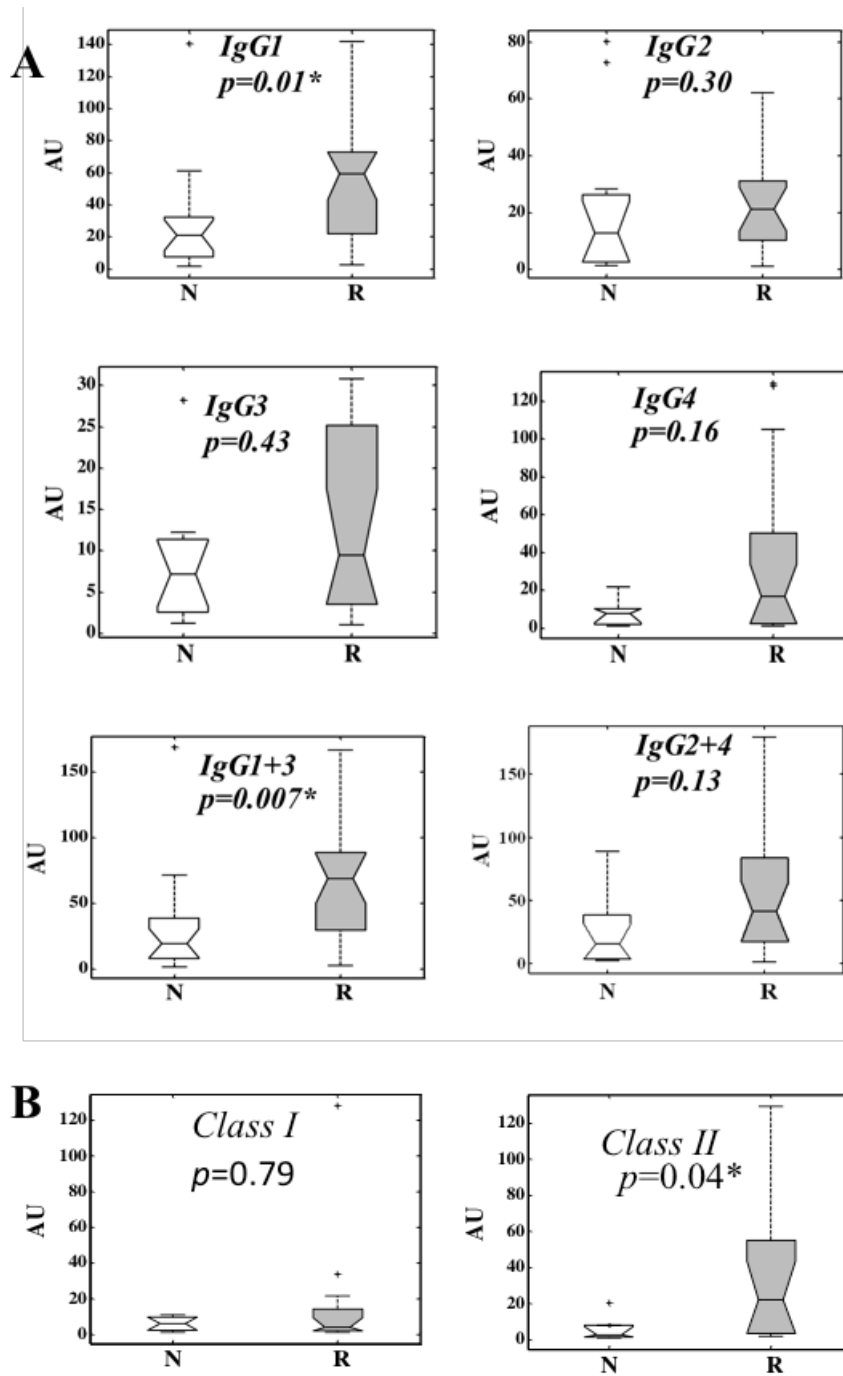 A
IgG1
p=0.01*
AU
140
120
100
80
60
40
20
0
N R
IgG2
p=0.30
AU
80
60
40
20
0
N R
IgG3
p=0.43
AU
30
25
20
15
10
5
0
N R
IgG4
p=0.16
AU
120
100
80
60
40
20
0
N R
IgG1+3
p=0.007*
AU
150
100
50
0
N R
IgG2+4
p=0.13
AU
150
100
50
0
N R
B
Class I
p=0.79
AU
120
100
80
60
40
20
0
N R
Class II
p=0.04*
AU
120
100
80
60
40
20
0
N R